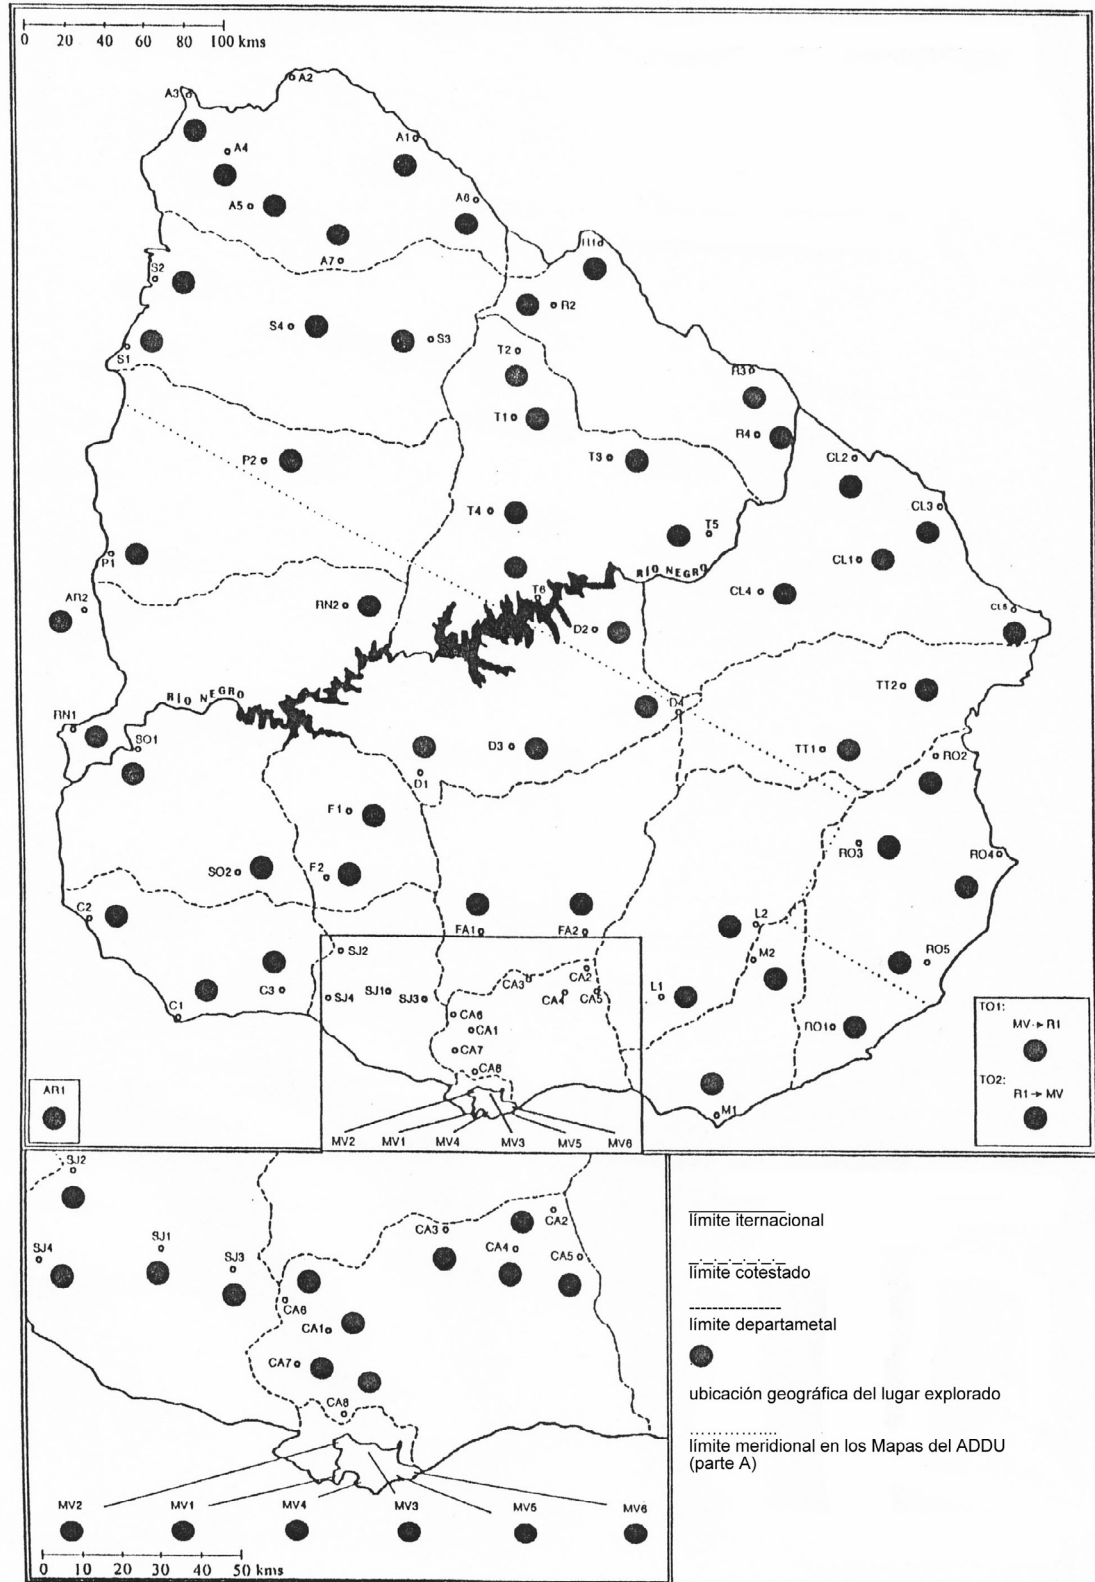 0 20 40 60 80 100 kms
A2
A3
A1
A4
A6
A5
A7
S2
R2
S4
S3
S1
T2
R3
T1
R4
P2
T3
CL2
T4
CL3
T5
P1
CL1
RÍO NEGRO
CL4
T6
AR2
RN2
CL5
D2
RÍO NEGRO
TT2
D4
RN1
SO1
D3
TT1
RO2
D1
F1
RO3
RO4
SO2
F2
C2
L2
FA1
FA2
SJ2
M2
RO5
CA2
CA3
C3
SJ4
SJ1
SJ3
CA4
CA5
L1
C1
CA6
CA1
RO1
CA7
CA8
M1
TO1:
MV → R1
TO2:
R1 → MV
AR1
MV2 MV1 MV4 MV3 MV5 MV6
SJ2
CA2
CA3
SJ4
SJ1
SJ3
CA4
CA5
CA6
CA1
CA7
CA8
MV2 MV1 MV4 MV3 MV5 MV6
0 10 20 30 40 50 kms
límite iternacional
límite cotestado
límite departametal
ubicación geográfica del lugar explorado
límite meridional en los Mapas del ADDU
(parte A)